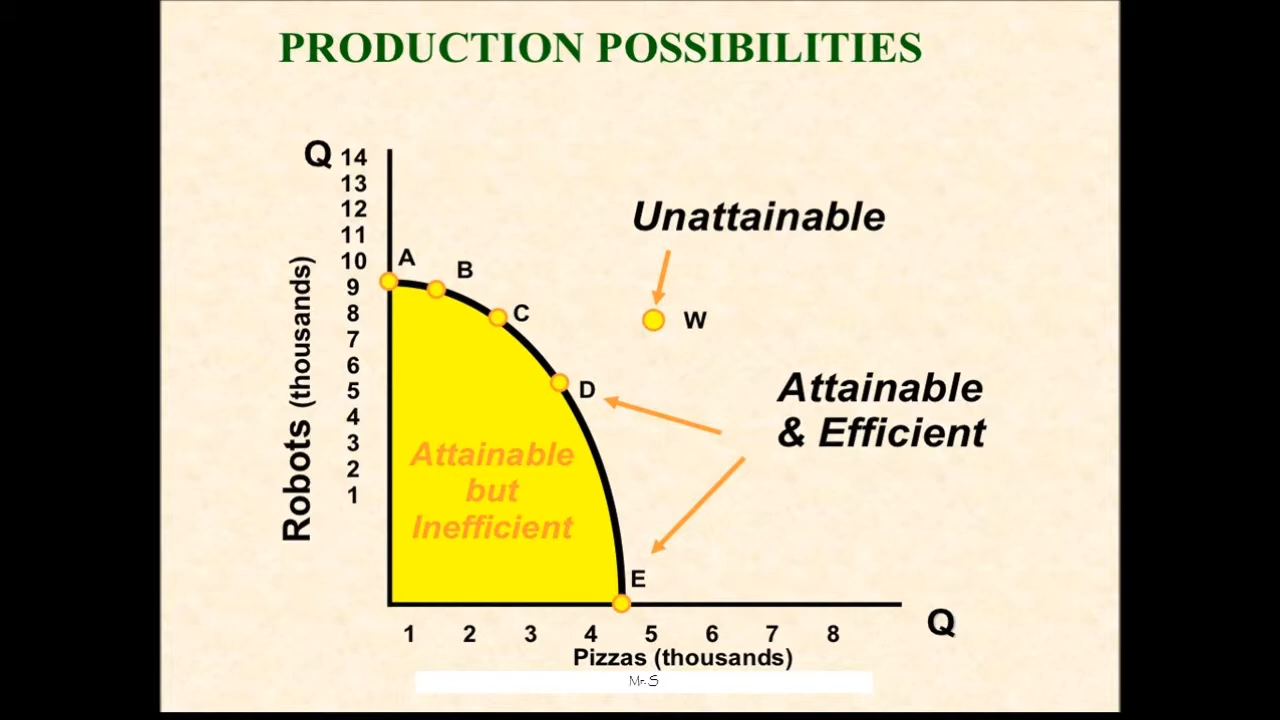 PRODUCTION POSSIBILITIES
Q
14
13
12
11
10
9
8
7
6
5
4
3
2
1
Robots (thousands)
A
B
C
D
E
Unattainable
W
Attainable
& Efficient
Attainable
but
Inefficient
1 2 3 4 5 6 7 8
Q
Pizzas (thousands)
Mr. S